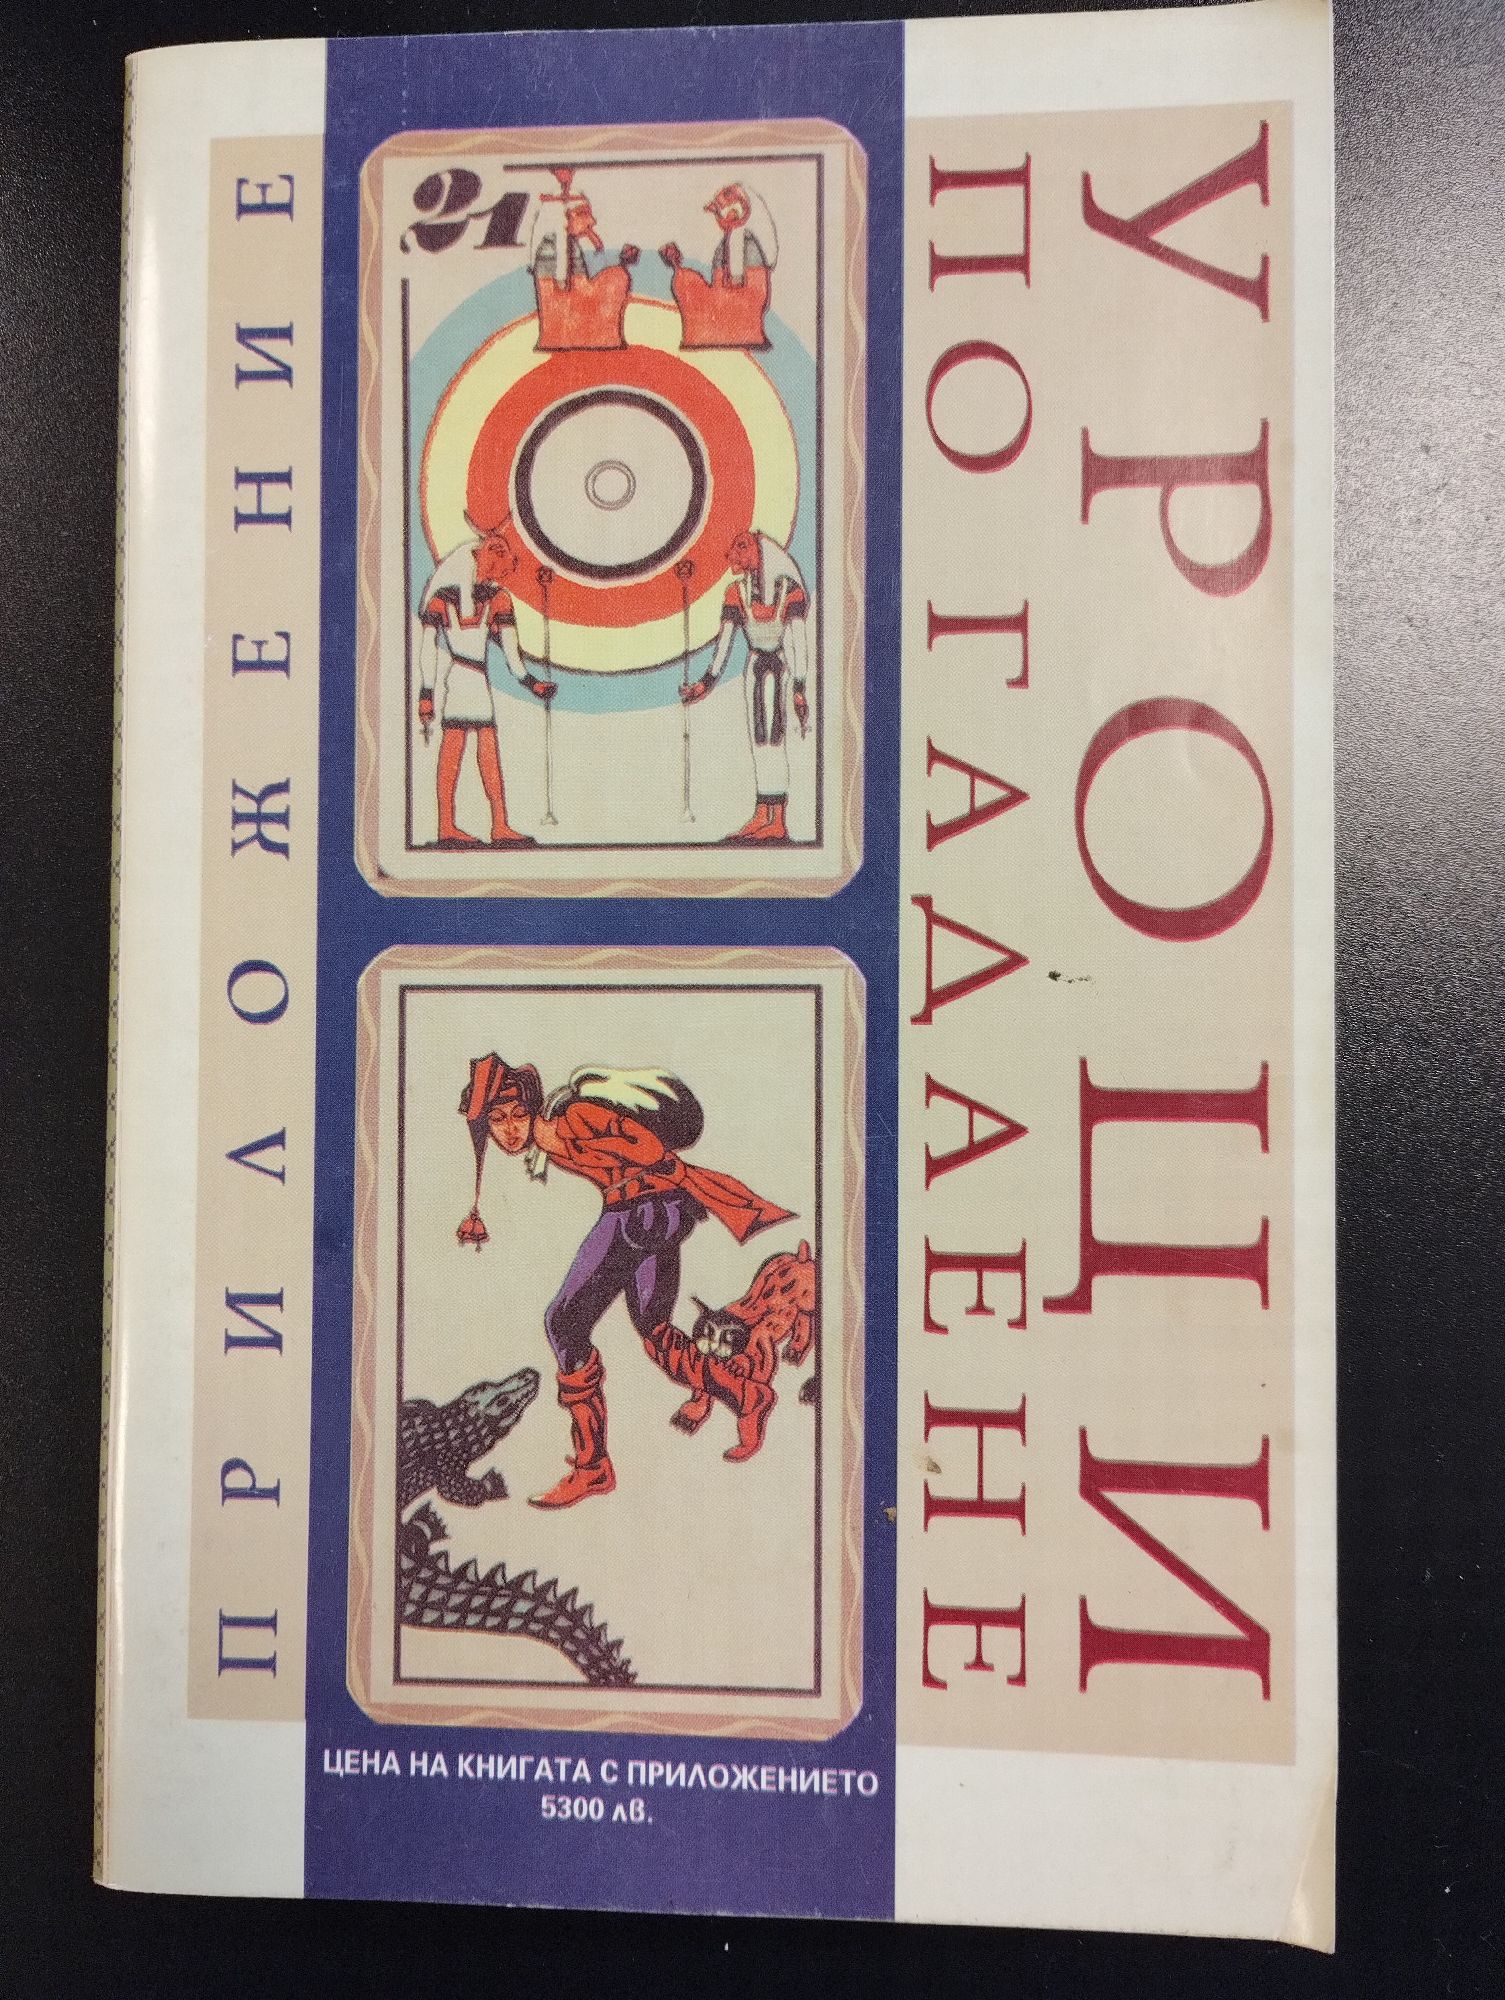 УРОЦИ
ПО ГАДАЕНЕ
21
ПРИЛОЖЕНИЕ
ЦЕНА НА КНИГАТА С ПРИЛОЖЕНИЕТО
5300 лв.